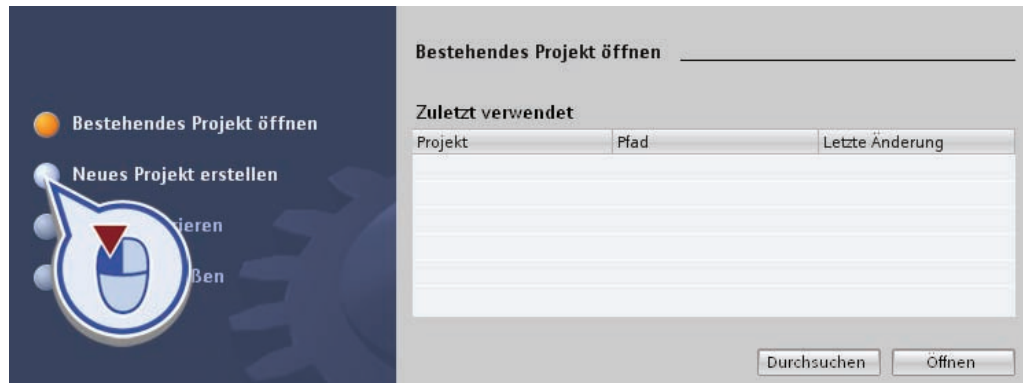 Bestehendes Projekt öffnen
Neues Projekt erstellen
Bestehendes Projekt öffnen
Zuletzt verwendet
Projekt Pfad Letzte Änderung
Durchsuchen Öffnen